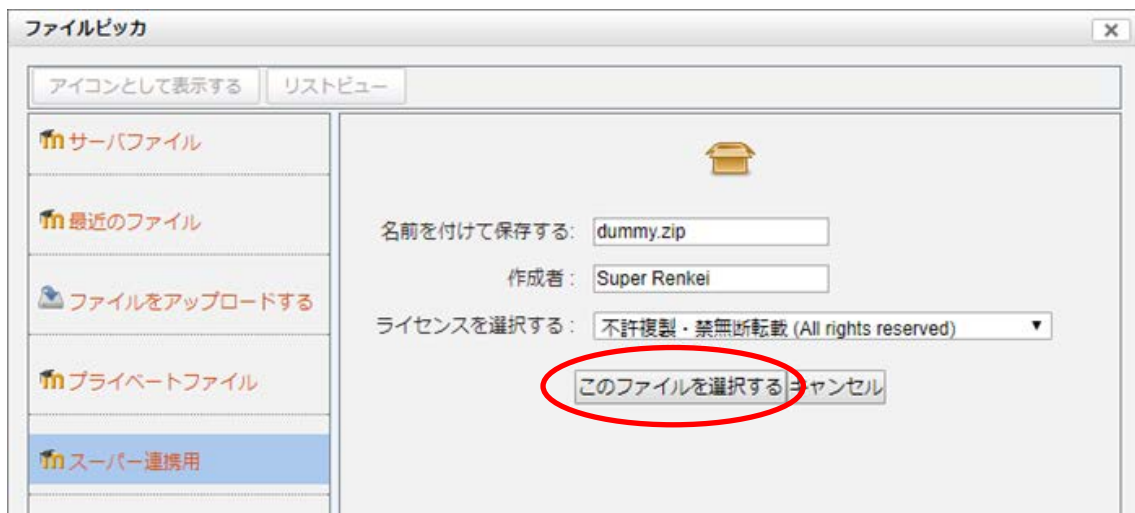 ファイルピッカ
アイコンとして表示する リストビュー
サーバファイル
最近のファイル
ファイルをアップロードする
プライベートファイル
スーパー連携用
名前を付けて保存する: dummy.zip
作成者: Super Renkei
ライセンスを選択する: 不許複製・禁無断転載 (All rights reserved)
このファイルを選択する キャンセル